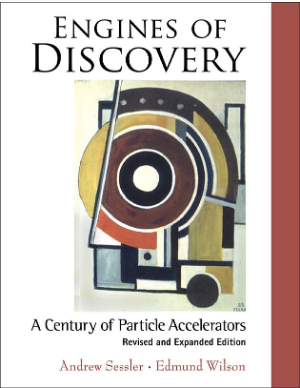 ENGINES OF
DISCOVERY
A Century of Particle Accelerators
Revised and Expanded Edition
Andrew Sessler • Edmund Wilson